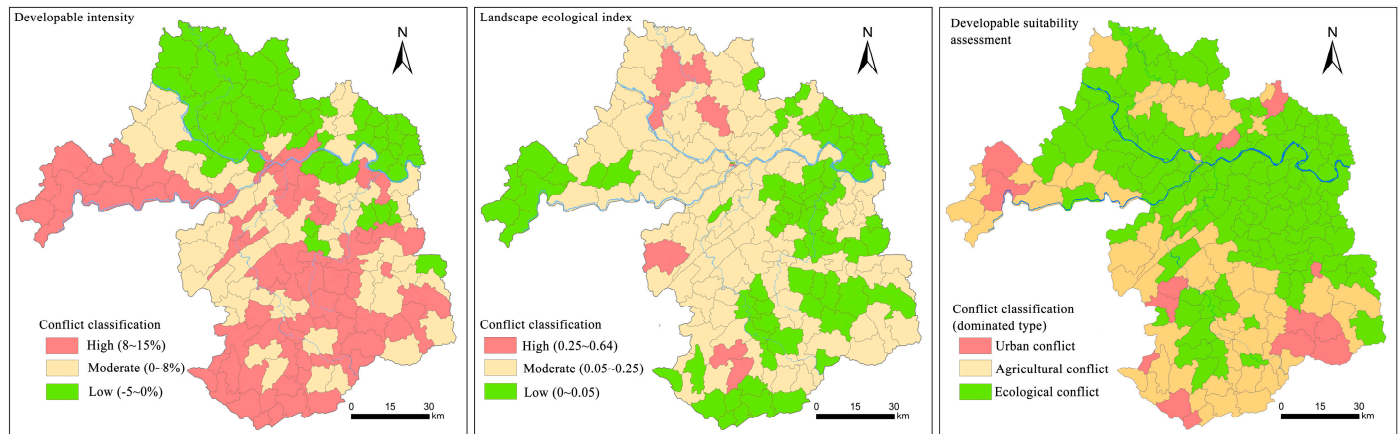 Developable intensity
N
Conflict classification
High (8~15%)
Moderate (0~8%)
Low (-5~0%)
0 15 30
km
Landscape ecological index
N
Conflict classification
High (0.25~0.64)
Moderate (0.05~0.25)
Low (0~0.05)
0 15 30
km
Developable suitability
assessment
N
Conflict classification
(dominated type)
Urban conflict
Agricultural conflict
Ecological conflict
0 15 30
km